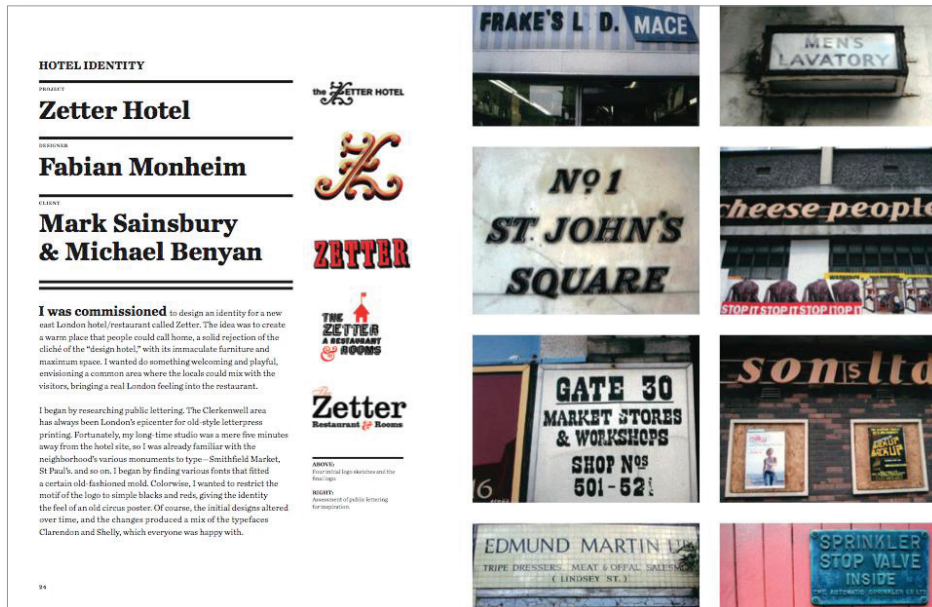 HOTEL IDENTITY
PROJECT
Zetter Hotel
DESIGNER
Fabian Monheim
CLIENT
Mark Sainsbury
& Michael Benyan
I was commissioned to design an identity for a new
east London hotel/restaurant called Zetter. The idea was to create
a warm place that people could call home, a solid rejection of the
cliché of the “design hotel,” with its immaculate furniture and
maximum space. I wanted do something welcoming and playful,
envisioning a common area where the locals could mix with the
visitors, bringing a real London feeling into the restaurant.
I began by researching public lettering. The Clerkenwell area
has always been London’s epicenter for old-style letterpress
printing. Fortunately, my long-time studio was a mere five minutes
away from the hotel site, so I was already familiar with the
neighborhood’s various monuments to type—Smithfield Market,
St Paul’s, and so on. I began by finding various fonts that fitted
a certain old-fashioned mold. Colorwise, I wanted to restrict the
motif of the logo to simple blacks and reds, giving the identity
the feel of an old circus poster. Of course, the initial designs altered
over time, and the changes produced a mix of the typefaces
Clarendon and Shelly, which everyone was happy with.
94
the ZETTER HOTEL
Z
ZETTER
THE
ZETTER
A RESTAURANT
& ROOMS
The
Zetter
Restaurant & Rooms
ABOVE:
Four initial logo sketches and the
final logo.
RIGHT:
Assessment of public lettering
for inspiration.
FRAKE'S L D. MACE
MEN'S
LAVATORY
No 1
ST. JOHN'S
SQUARE
cheese people
STOP IT STOP IT STOP IT STOP IT
16
GATE 30
MARKET STORES
& WORKSHOPS
SHOP Nos
501-52
son s ltd
EDMUND MARTIN LTD
TRIPE DRESSERS. MEAT & OFFAL SALESM
( LINDSEY ST. )
SPRINKLER
STOP VALVE
INSIDE
THE AUTOMATIC SPRINKLER CO LTD